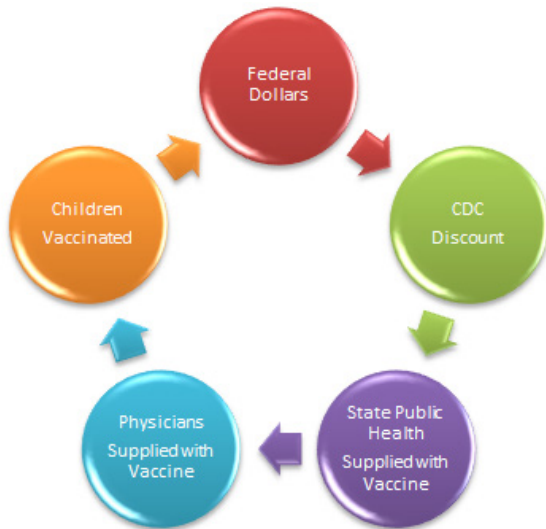 Federal
Dollars
CDC
Discount
State Public
Health
Supplied with
Vaccine
Physicians
Supplied with
Vaccine
Children
Vaccinated